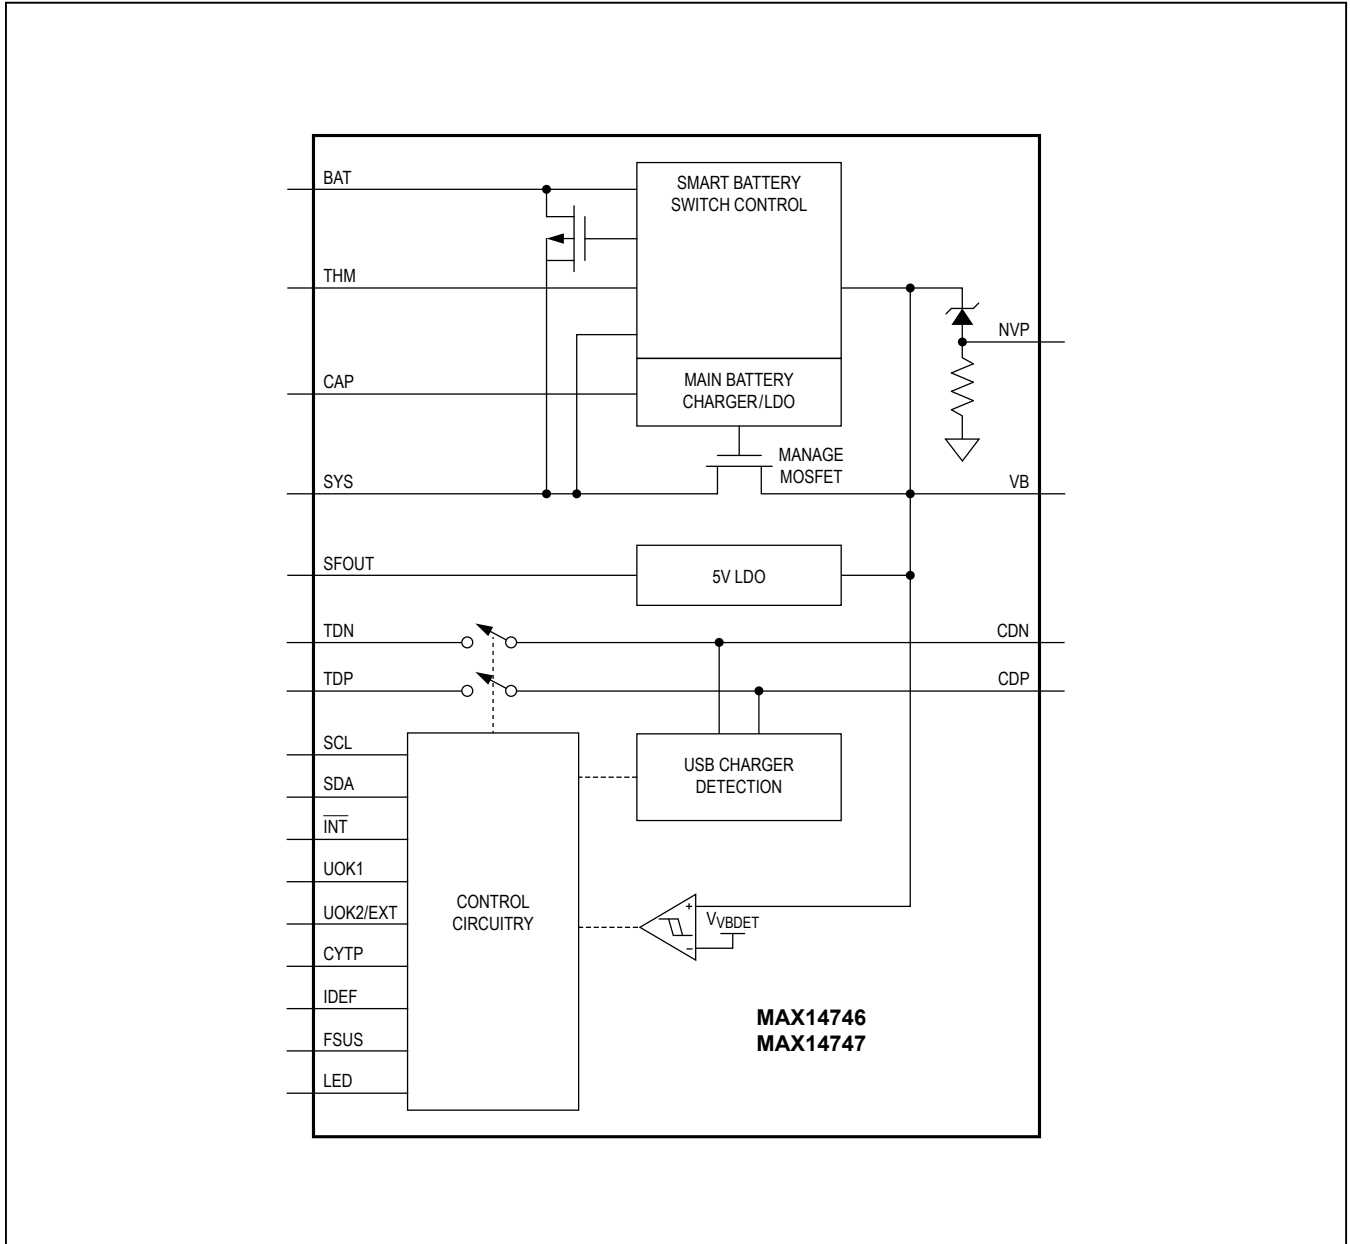 BAT
SMART BATTERY
SWITCH CONTROL
THM
NVP
CAP
MAIN BATTERY
CHARGER/LDO
MANAGE
MOSFET
SYS
VB
SFOUT
5V LDO
TDN
CDN
TDP
CDP
SCL
USB CHARGER
DETECTION
SDA
INT
UOK1
CONTROL
CIRCUITRY
UOK2/EXT
+
VVBDET
-
CYTP
IDEF
FSUS
LED
MAX14746
MAX14747